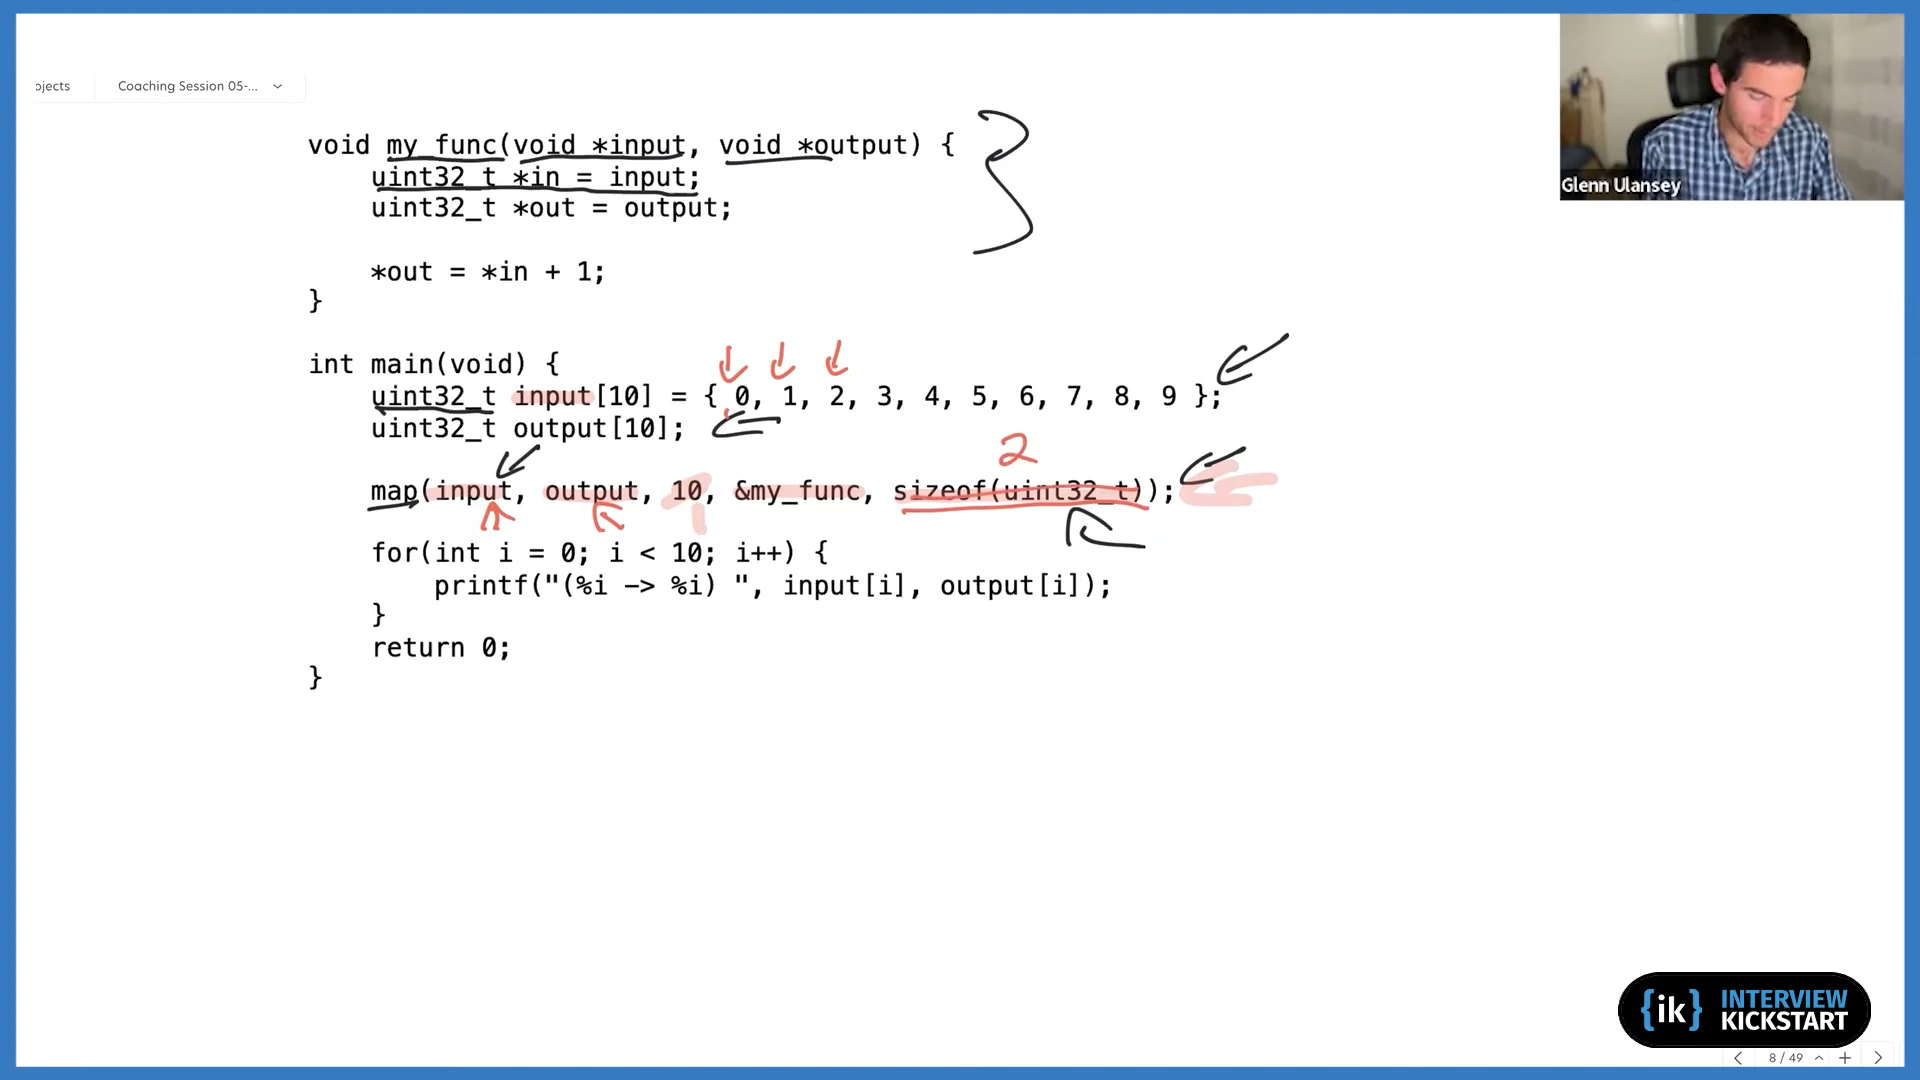 ojects
Coaching Session 05-...
Glenn Ulansey
void my_func(void *input, void *output) {
uint32_t *in = input;
uint32_t *out = output;
*out = *in + 1;
}
int main(void) {
uint32_t input[10] = { 0, 1, 2, 3, 4, 5, 6, 7, 8, 9 };
uint32_t output[10];
2
map(input, output, 10, &my_func, sizeof(uint32_t));
for(int i = 0; i < 10; i++) {
printf("(%i -> %i) ", input[i], output[i]);
}
return 0;
}
{ik} INTERVIEW
KICKSTART
8 / 49